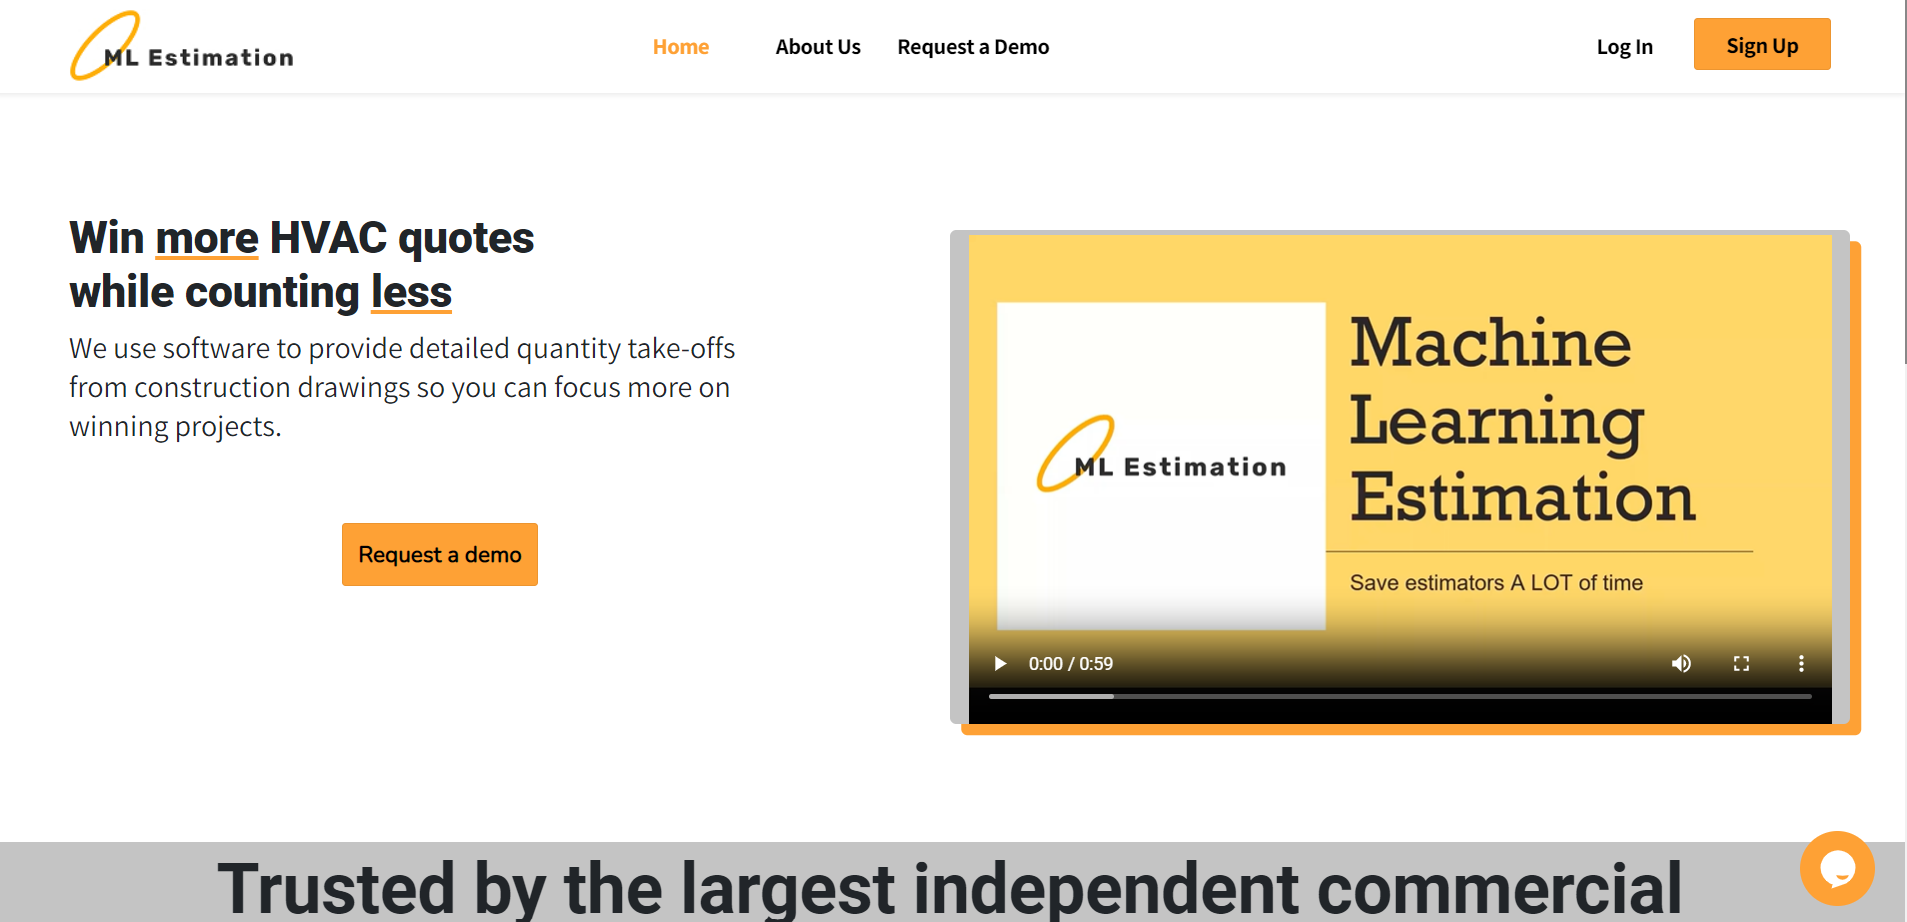 ML Estimation
Home
About Us
Request a Demo
Log In
Sign Up
Win more HVAC quotes
while counting less
We use software to provide detailed quantity take-offs
from construction drawings so you can focus more on
winning projects.
Request a demo
ML Estimation
Machine
Learning
Estimation
Save estimators A LOT of time
0:00 / 0:59
Trusted by the largest independent commercial